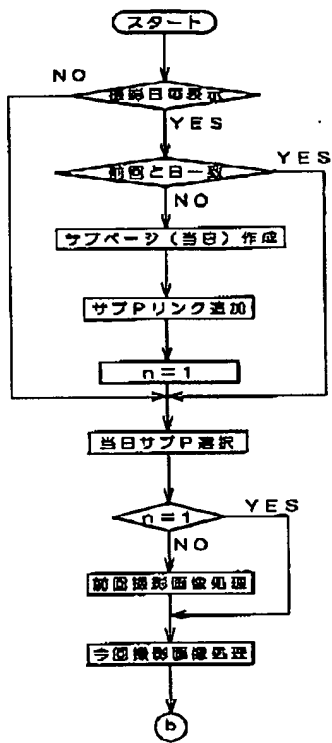 スタート
NO
撮影日毎表示
YES
前回と日一致
YES
NO
サブページ(当日)作成
サブPリンク追加
n=1
当日サブP選択
n=1
YES
NO
前回撮影画像処理
今回撮影画像処理
b